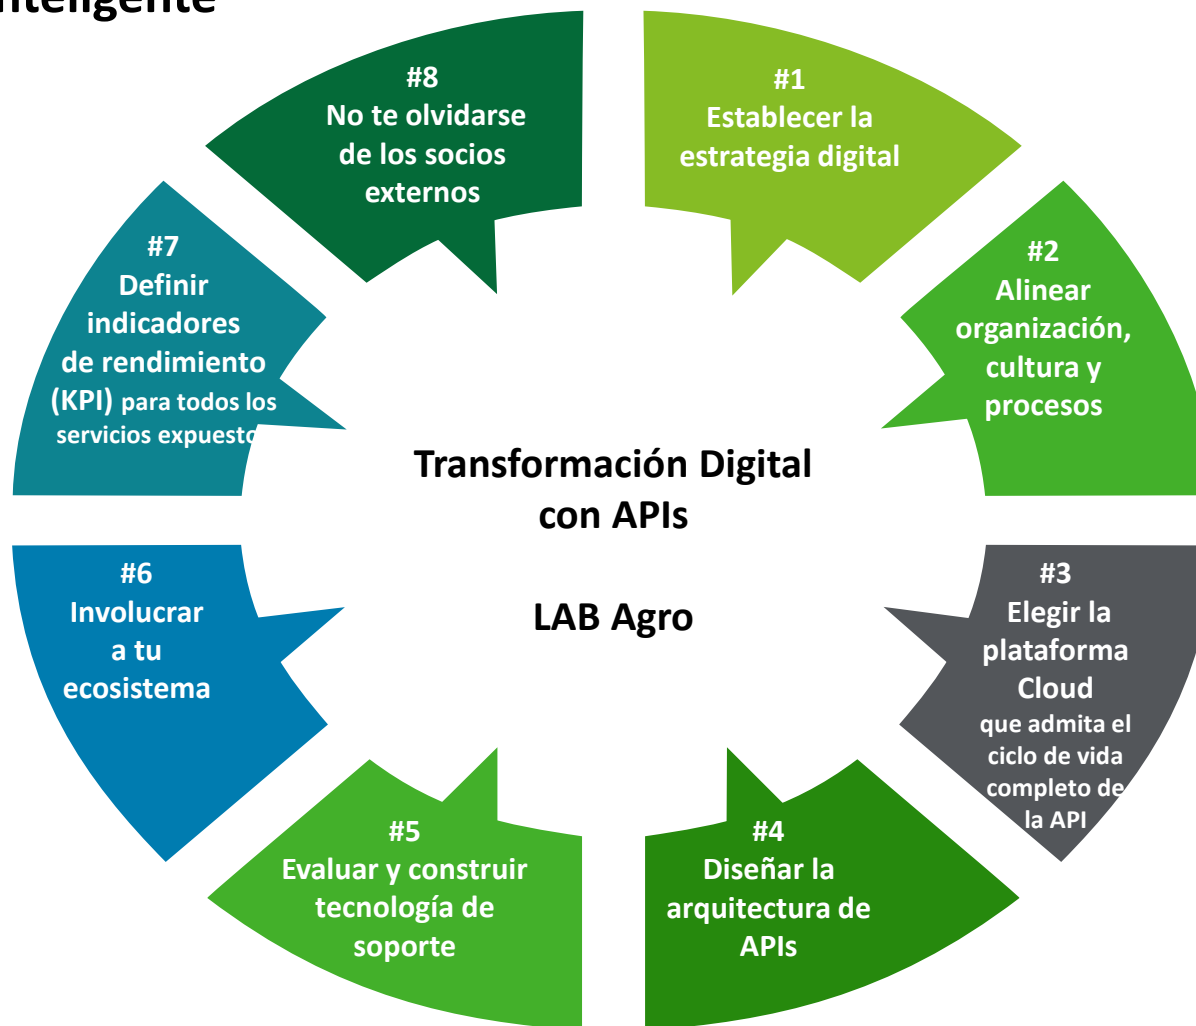 #8
No te olvidarse
de los socios
externos
#1
Establecer la
estrategia digital
#2
Alinear
organización,
cultura y
procesos
#3
Elegir la
plataforma
Cloud
que admita el
ciclo de vida
completo de
la API
#4
Diseñar la
arquitectura de
APIs
#5
Evaluar y construir
tecnología de
soporte
#6
Involucrar
a tu
ecosistema
#7
Definir
indicadores
de rendimiento
(KPI) para todos los
servicios
Transformación Digital
con APIs
LAB Agro